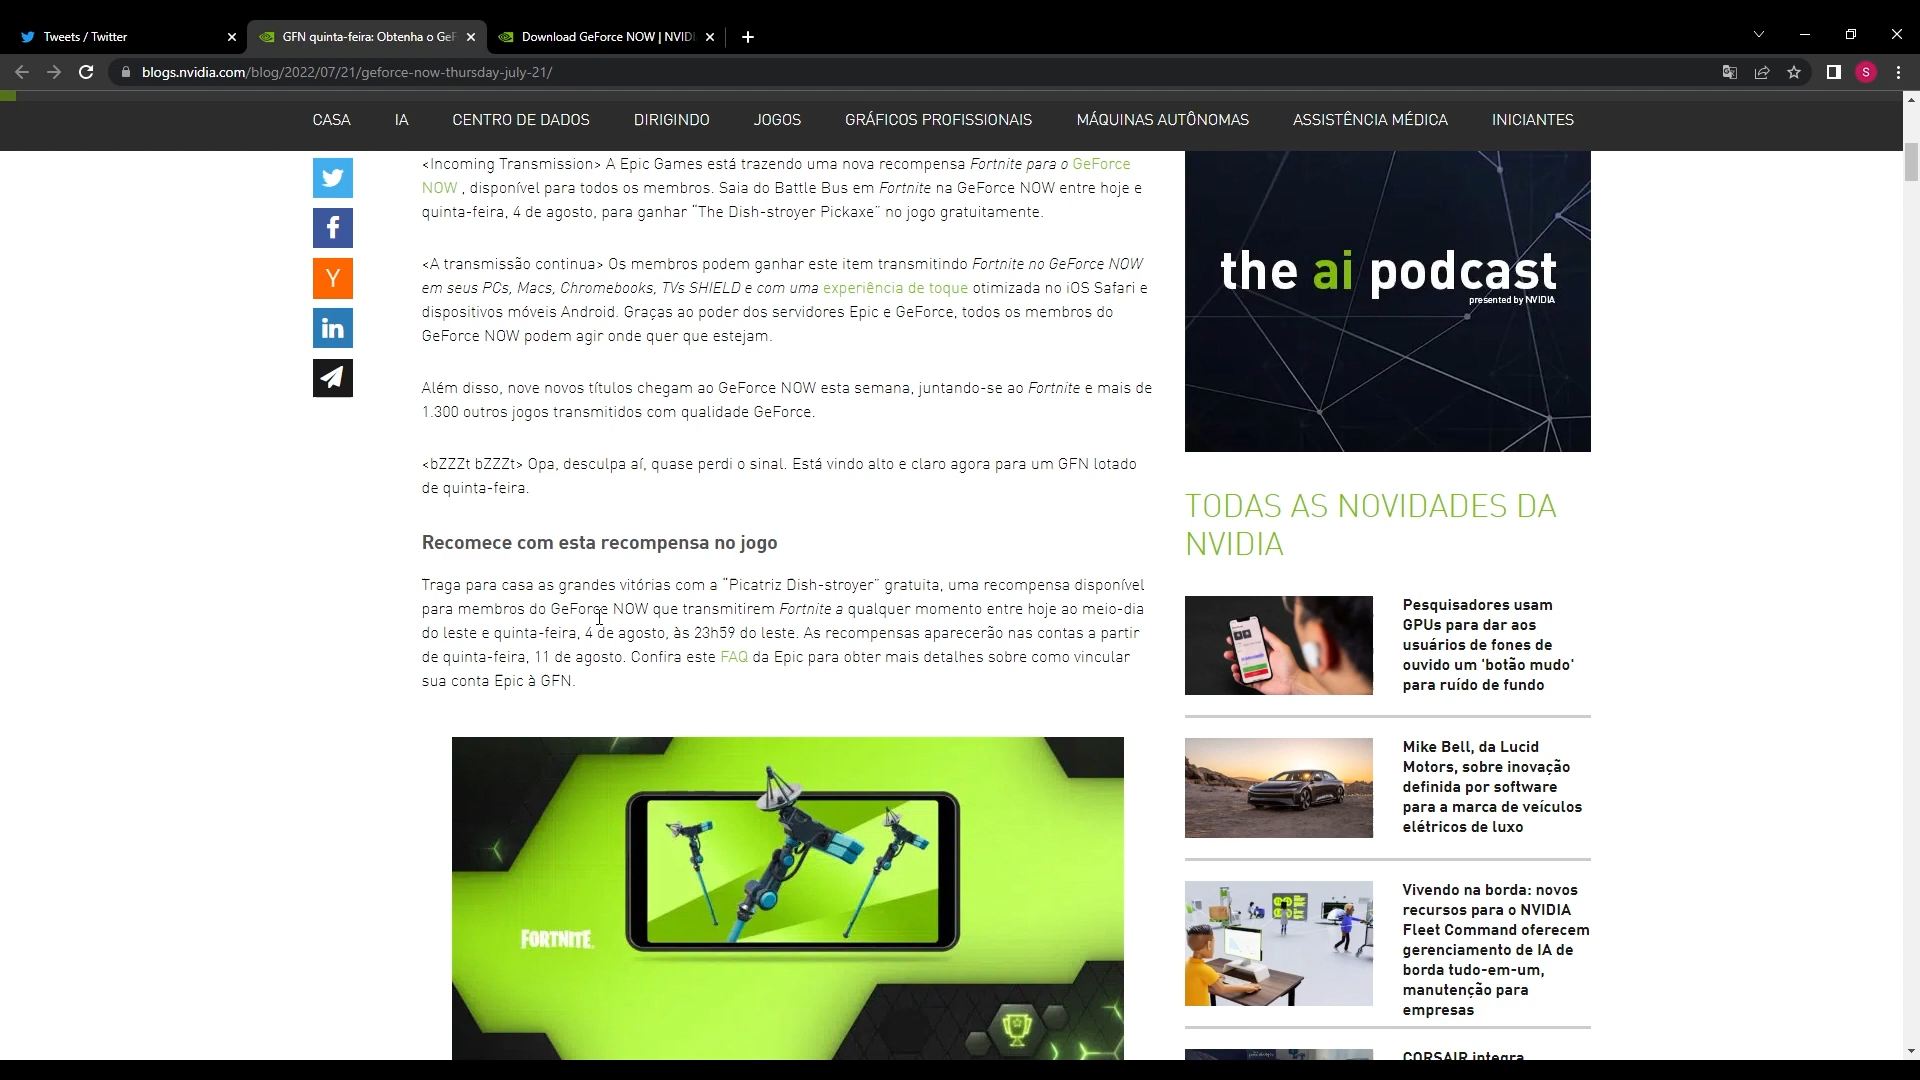 Tweets / Twitter
GFN quinta-feira: Obtenha o GeF
Download GeForce NOW | NVIDI
blogs.nvidia.com/blog/2022/07/21/geforce-now-thursday-july-21/
S
CASA IA CENTRO DE DADOS DIRIGINDO JOGOS GRÁFICOS PROFISSIONAIS MÁQUINAS AUTÔNOMAS ASSISTÊNCIA MÉDICA INICIANTES
<Incoming Transmission> A Epic Games está trazendo uma nova recompensa Fortnite para o GeForce
NOW , disponível para todos os membros. Saia do Battle Bus em Fortnite na GeForce NOW entre hoje e
quinta-feira, 4 de agosto, para ganhar “The Dish-stroyer Pickaxe” no jogo gratuitamente.
<A transmissão continua> Os membros podem ganhar este item transmitindo Fortnite no GeForce NOW
em seus PCs, Macs, Chromebooks, TVs SHIELD e com uma experiência de toque otimizada no iOS Safari e
dispositivos móveis Android. Graças ao poder dos servidores Epic e GeForce, todos os membros do
GeForce NOW podem agir onde quer que estejam.
Além disso, nove novos títulos chegam ao GeForce NOW esta semana, juntando-se ao Fortnite e mais de
1.300 outros jogos transmitidos com qualidade GeForce.
<bZZZt bZZZt> Opa, desculpa aí, quase perdi o sinal. Está vindo alto e claro agora para um GFN lotado
de quinta-feira.
Recomece com esta recompensa no jogo
Traga para casa as grandes vitórias com a “Picatriz Dish-stroyer” gratuita, uma recompensa disponível
para membros do GeForce NOW que transmitirem Fortnite a qualquer momento entre hoje ao meio-dia
do leste e quinta-feira, 4 de agosto, às 23h59 do leste. As recompensas aparecerão nas contas a partir
de quinta-feira, 11 de agosto. Confira este FAQ da Epic para obter mais detalhes sobre como vincular
sua conta Epic à GFN.
FORTNITE
the ai podcast
presented by NVIDIA
TODAS AS NOVIDADES DA
NVIDIA
Pesquisadores usam
GPUs para dar aos
usuários de fones de
ouvido um 'botão mudo'
para ruído de fundo
Mike Bell, da Lucid
Motors, sobre inovação
definida por software
para a marca de veículos
elétricos de luxo
Vivendo na borda: novos
recursos para o NVIDIA
Fleet Command oferecem
gerenciamento de IA de
borda tudo-em-um,
manutenção para
empresas
CORSAIR integra